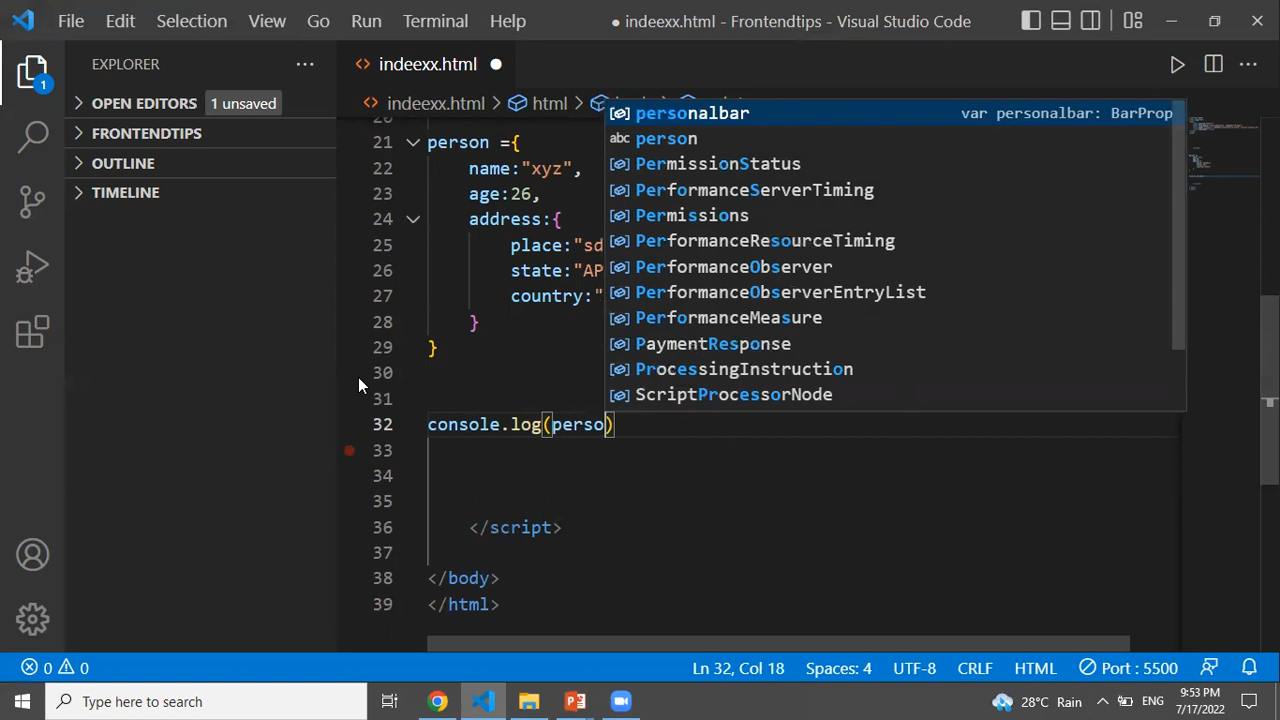 File Edit Selection View Go Run Terminal Help ● indeexx.html - Frontendtips - Visual Studio Code
EXPLORER
OPEN EDITORS 1 unsaved
FRONTENDTIPS
OUTLINE
TIMELINE
1
indeexx.html
indeexx.html > html >
21 person ={
22 name:"xyz",
23 age:26,
24 address:{
25 place:"sd
26 state:"AP
27 country:"
28 }
29 }
30
31
32 console.log(perso)
33
34
35
36 </script>
37
38 </body>
39 </html>
personalbar var personalbar: BarProp
abc person
PermissionStatus
PerformanceServerTiming
Permissions
PerformanceResourceTiming
PerformanceObserver
PerformanceObserverEntryList
PerformanceMeasure
PaymentResponse
ProcessingInstruction
ScriptProcessorNode
0 0 Ln 32, Col 18 Spaces: 4 UTF-8 CRLF HTML Port : 5500
Type here to search 28°C Rain ENG 9:53 PM
7/17/2022